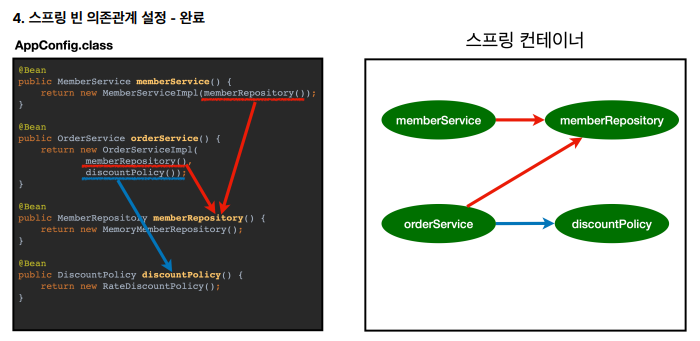 4. 스프링 빈 의존관계 설정 - 완료
AppConfig.class
@Bean
public MemberService memberService() {
return new MemberServiceImpl(memberRepository());
}
@Bean
public OrderService orderService() {
return new OrderServiceImpl(
memberRepository(),
discountPolicy());
}
@Bean
public MemberRepository memberRepository() {
return new MemoryMemberRepository();
}
@Bean
public DiscountPolicy discountPolicy() {
return new RateDiscountPolicy();
}
스프링 컨테이너
memberService
memberRepository
orderService
discountPolicy